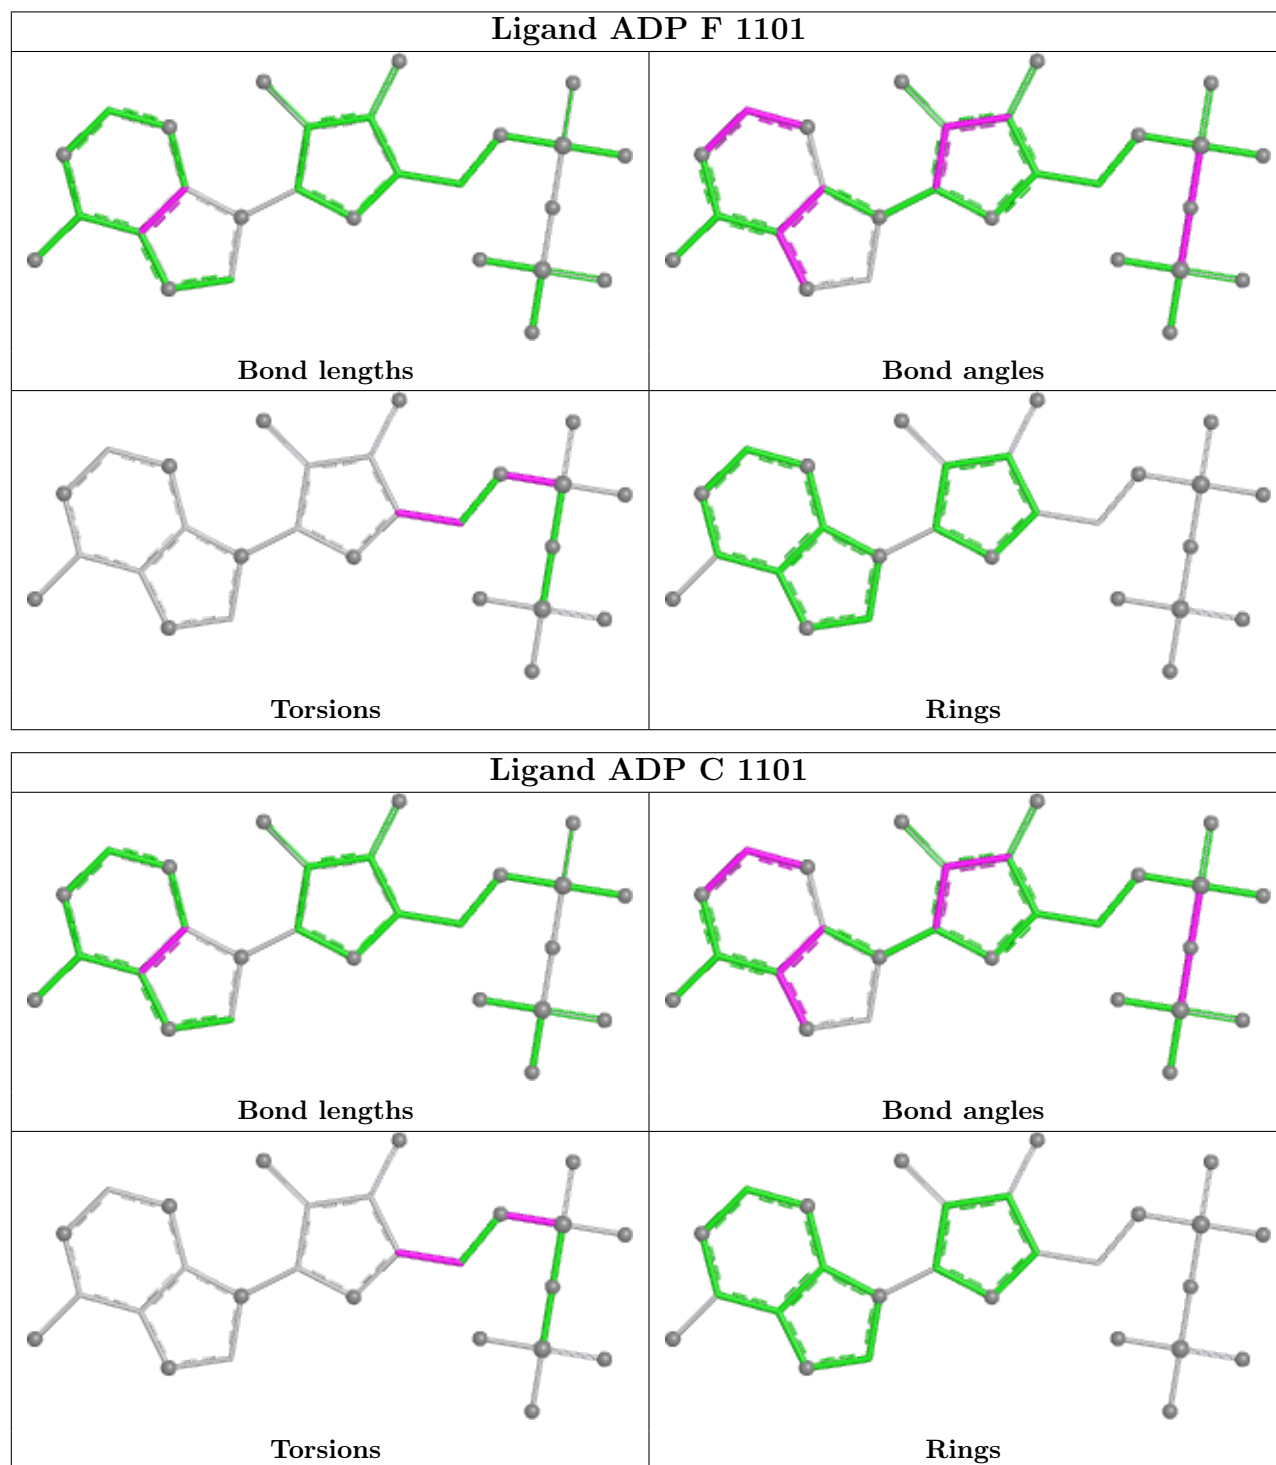 Ligand ADP F 1101
Bond lengths
Bond angles
Torsions
Rings
Ligand ADP C 1101
Bond lengths
Bond angles
Torsions
Rings